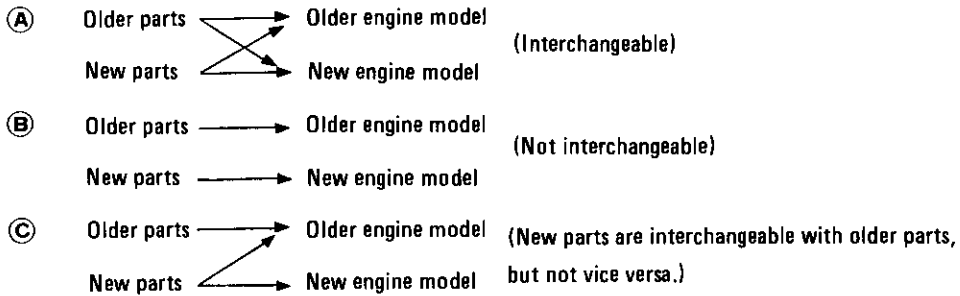 Ⓐ Older parts Older engine model
(Interchangeable)
New parts New engine model
Ⓑ Older parts Older engine model
(Not interchangeable)
New parts New engine model
Ⓒ Older parts Older engine model (New parts are interchangeable with older parts,
New parts New engine model but not vice versa.)